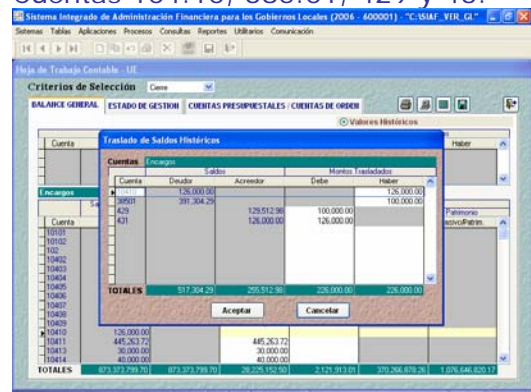 cuentas 104.10, 385.01, 429 y 43.
Sistema Integrado de Administración Financiera para los Gobiernos Locales (2006 - 600001) - "C:\SIAF_VER_GL"
Sistemas Tablas Aplicaciones Procesos Consultas Reportes Utilitarios Comunicación
Hoja de Trabajo Contable - UE
Criterios de Selección Cierre
BALANCE GENERAL ESTADO DE GESTION CUENTAS PRESUPUESTALES / CUENTAS DE ORDEN
Valores Históricos
Cuenta Haber
Traslado de Saldos Históricos
Cuentas Encargos
Saldos Montos Trasladados
Cuenta Deudor Acreedor Debe Haber
10410 126,000.00 126,000.00
38501 391,304.29 100,000.00
429 129,512.98 100,000.00
431 126,000.00 126,000.00
TOTALES 517,304.29 255,512.98 226,000.00 226,000.00
Aceptar Cancelar
Encargos
Cuenta Patrimonio
10101
10102
102
10402
10403
10404
10405
10406
10407
10408
10409
10410 126,000.00
10411 445,263.72 445,263.72
10413 30,000.00 30,000.00
10414 40,000.00 40,000.00
TOTALES 873,373,799.70 873,373,799.70 28,225,152.50 2,121,913.01 370,266,878.26 1,076,646,820.17